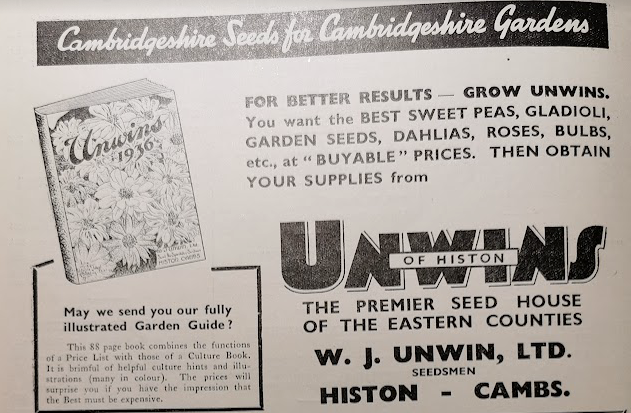 Cambridgeshire Seeds for Cambridgeshire Gardens
Unwins
1936
HISTON CAMBS
FOR BETTER RESULTS — GROW UNWINS.
You want the BEST SWEET PEAS, GLADIOLI,
GARDEN SEEDS, DAHLIAS, ROSES, BULBS,
etc., at "BUYABLE" PRICES. THEN OBTAIN
YOUR SUPPLIES from
UNWINS
OF HISTON
THE PREMIER SEED HOUSE
OF THE EASTERN COUNTIES
W. J. UNWIN, LTD.
SEEDSMEN
HISTON - CAMBS.
May we send you our fully
illustrated Garden Guide?
This 88 page book combines the functions
of a Price List with those of a Culture Book.
It is brimful of helpful culture hints and illu-
strations (many in colour). The prices will
surprise you if you have the impression that
the Best must be expensive.